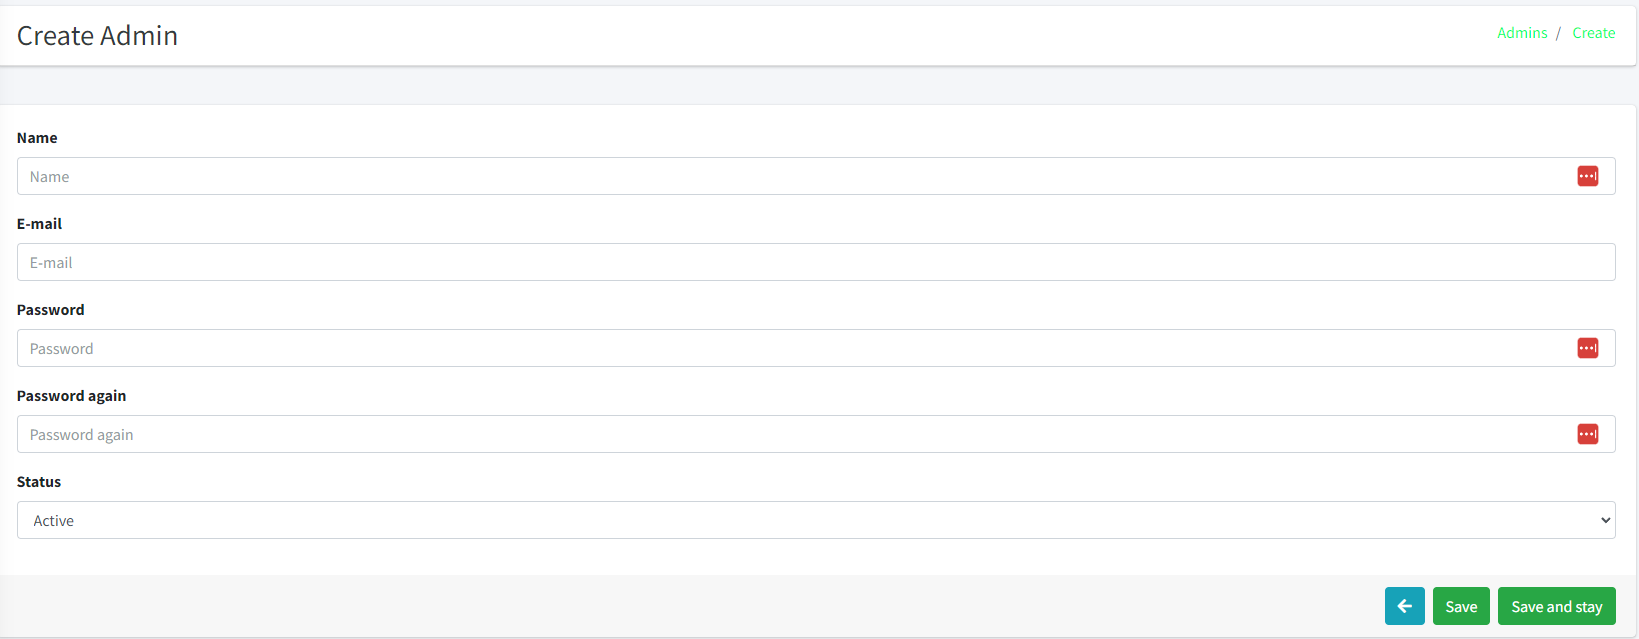 Create Admin
Admins / Create
Name
Name
E-mail
E-mail
Password
Password
Password again
Password again
Status
Active
Save
Save and stay